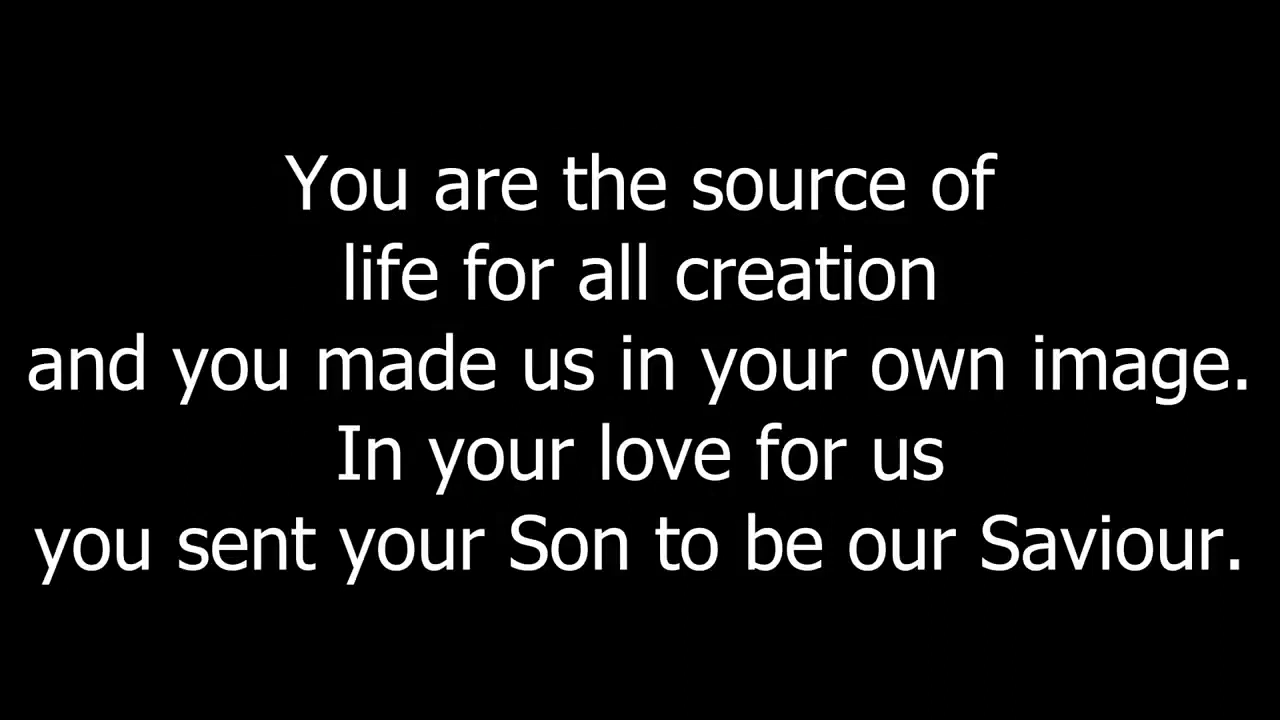 You are the source of
life for all creation
and you made us in your own image.
In your love for us
you sent your Son to be our Saviour.